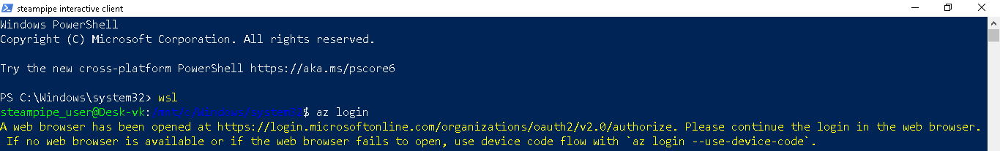 steampipe interactive client
Windows PowerShell
Copyright (C) Microsoft Corporation. All rights reserved.
Try the new cross-platform PowerShell https://aka.ms/pscore6
PS C:\Windows\system32> wsl
steampipe_user@Desk-vk:/mnt/c/Windows/system32$ az login
A web browser has been opened at https://login.microsoftonline.com/organizations/oauth2/v2.0/authorize. Please continue the login in the web browser.
If no web browser is available or if the web browser fails to open, use device code flow with `az login --use-device-code`.